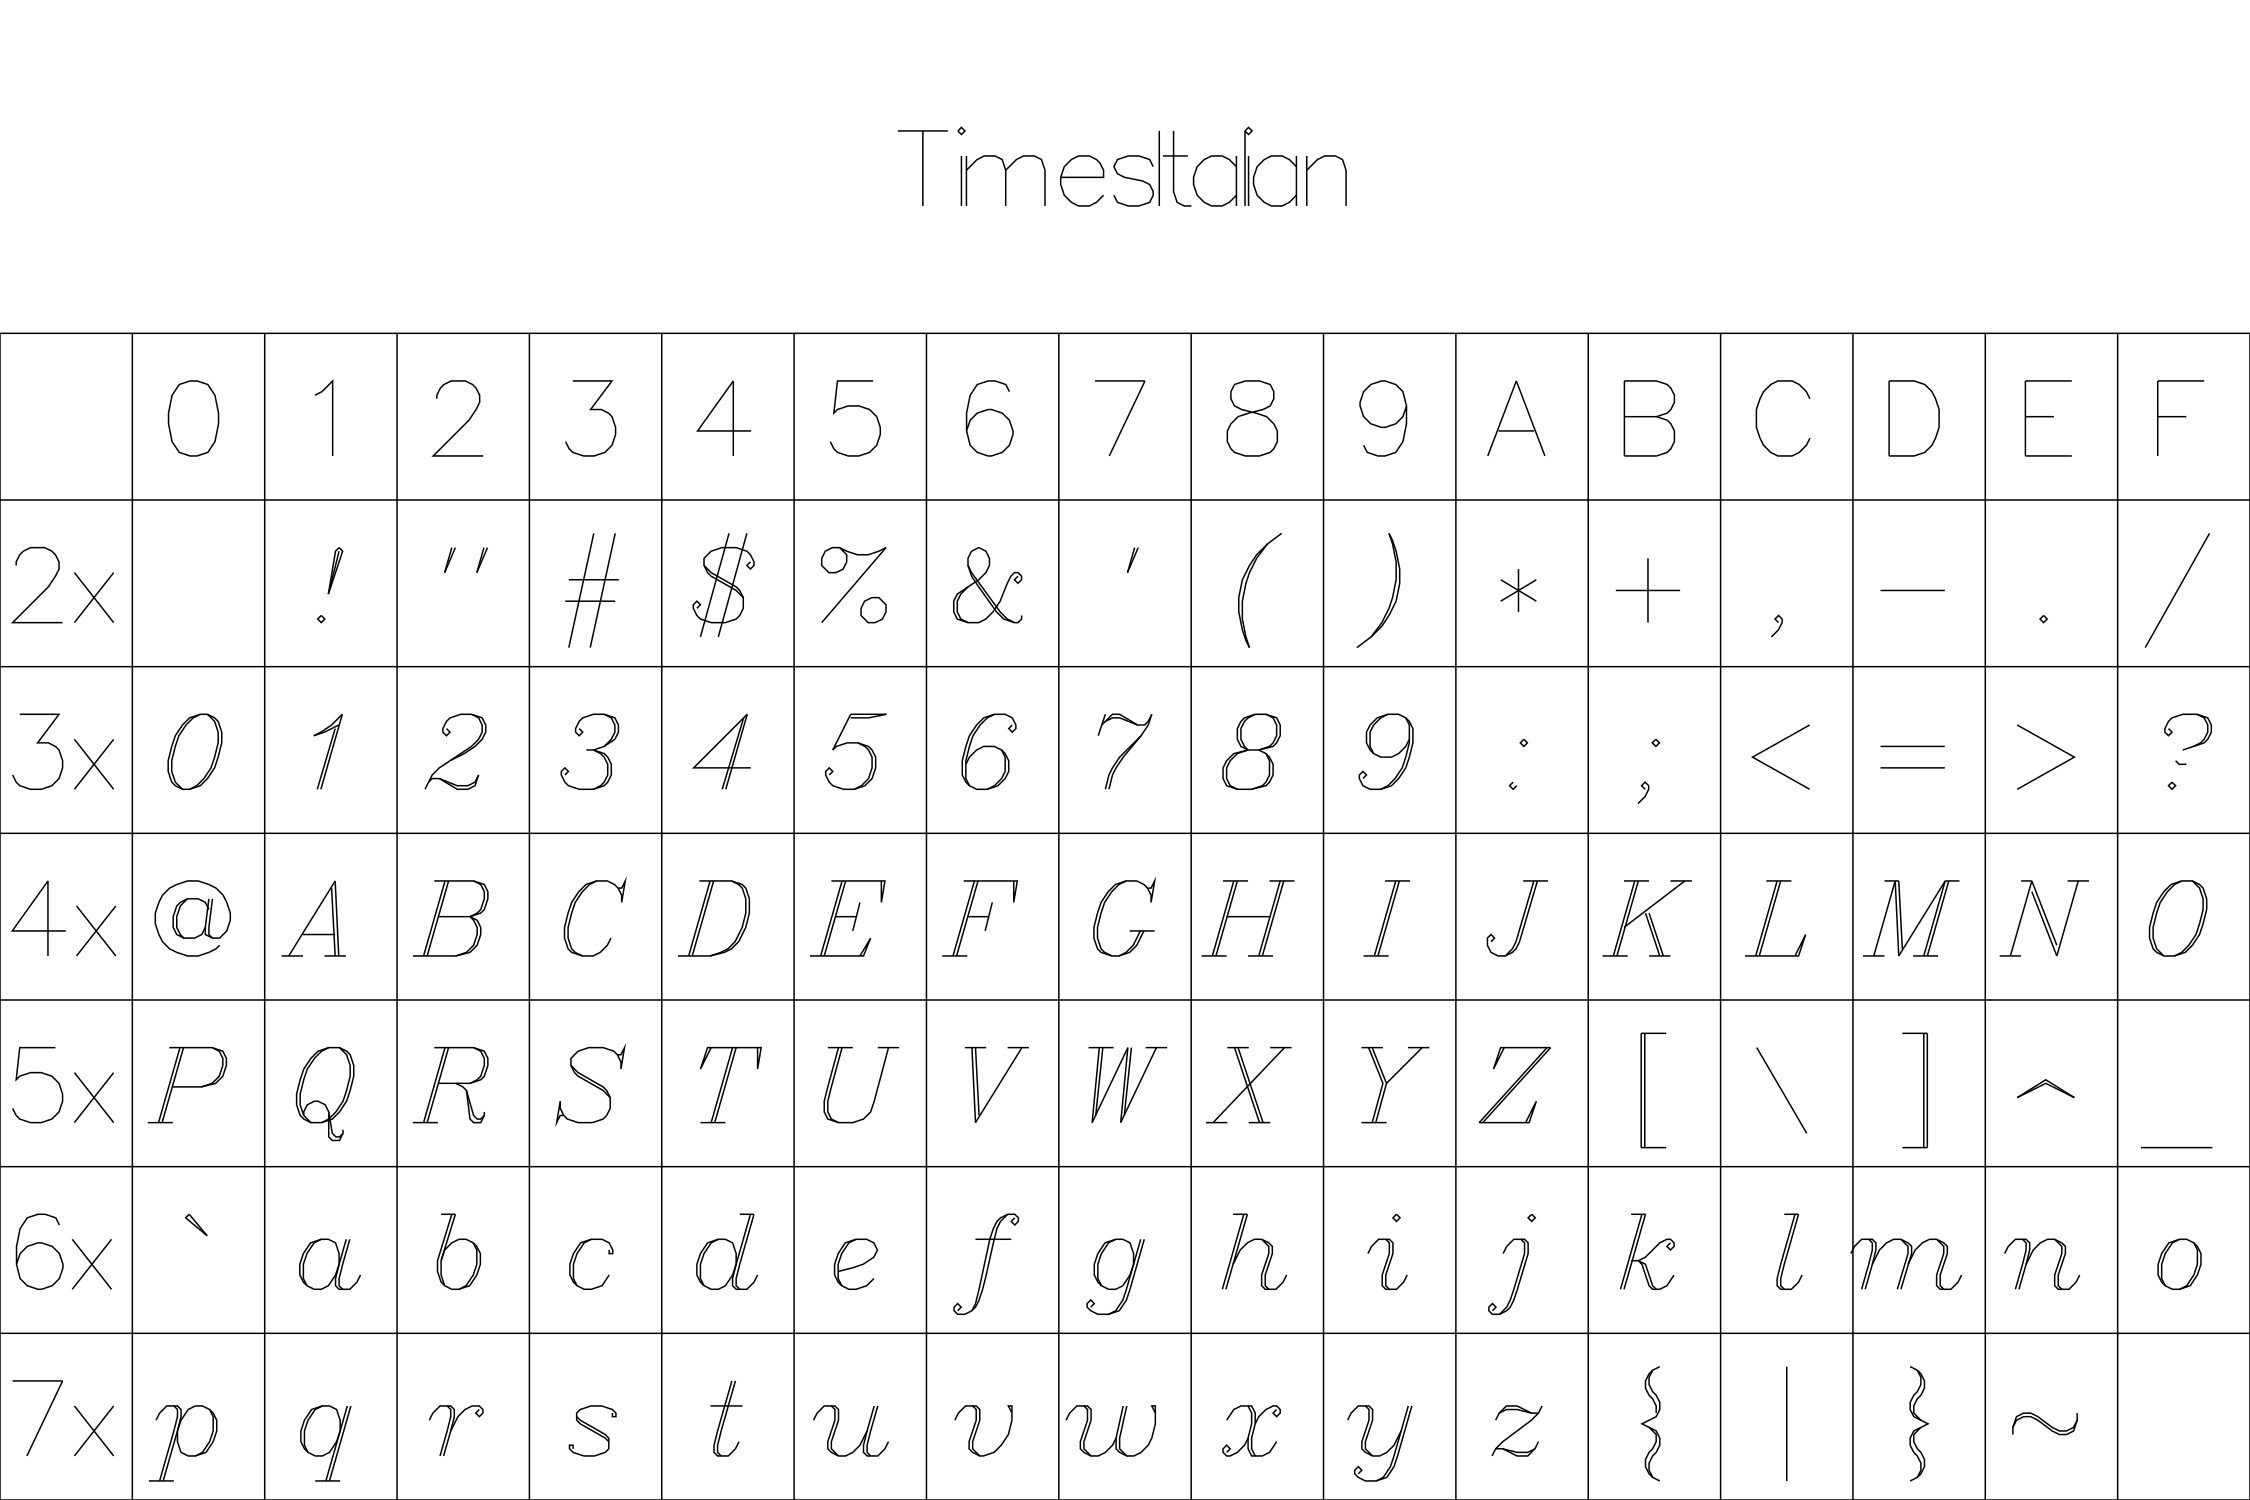 TimesItalian
0 1 2 3 4 5 6 7 8 9 A B C D E F
2x ! " # $ % & ' ( ) * + , - . /
3x 0 1 2 3 4 5 6 7 8 9 : ; < = > ?
4x @ A B C D E F G H I J K L M N O
5x P Q R S T U V W X Y Z [ \ ] ^ _
6x ` a b c d e f g h i j k l m n o
7x p q r s t u v w x y z { | } ~